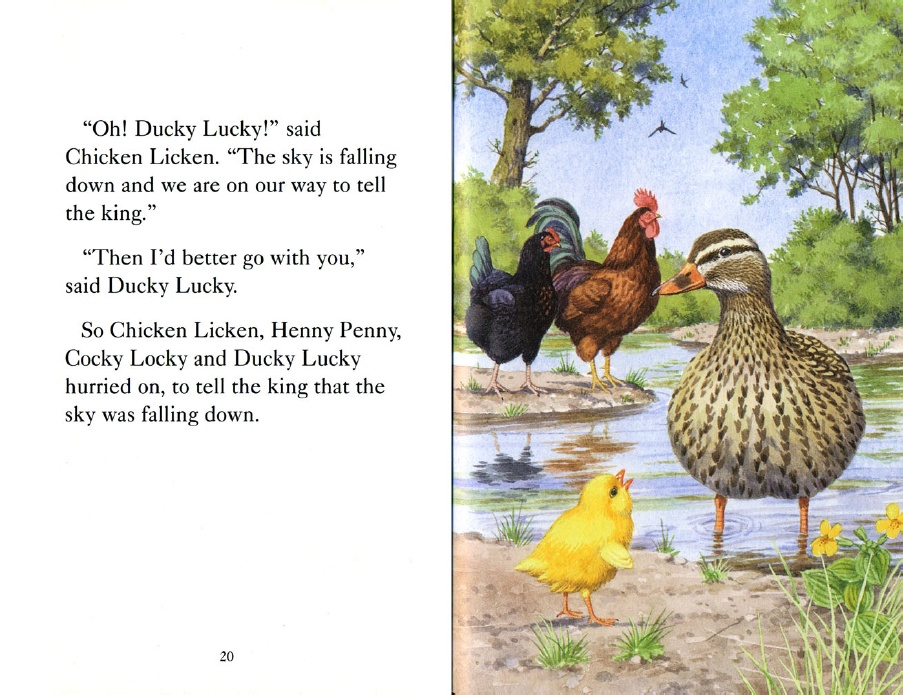 “Oh! Ducky Lucky!” said
Chicken Licken. “The sky is falling
down and we are on our way to tell
the king.”
“Then I’d better go with you,”
said Ducky Lucky.
So Chicken Licken, Henny Penny,
Cocky Locky and Ducky Lucky
hurried on, to tell the king that the
sky was falling down.
20